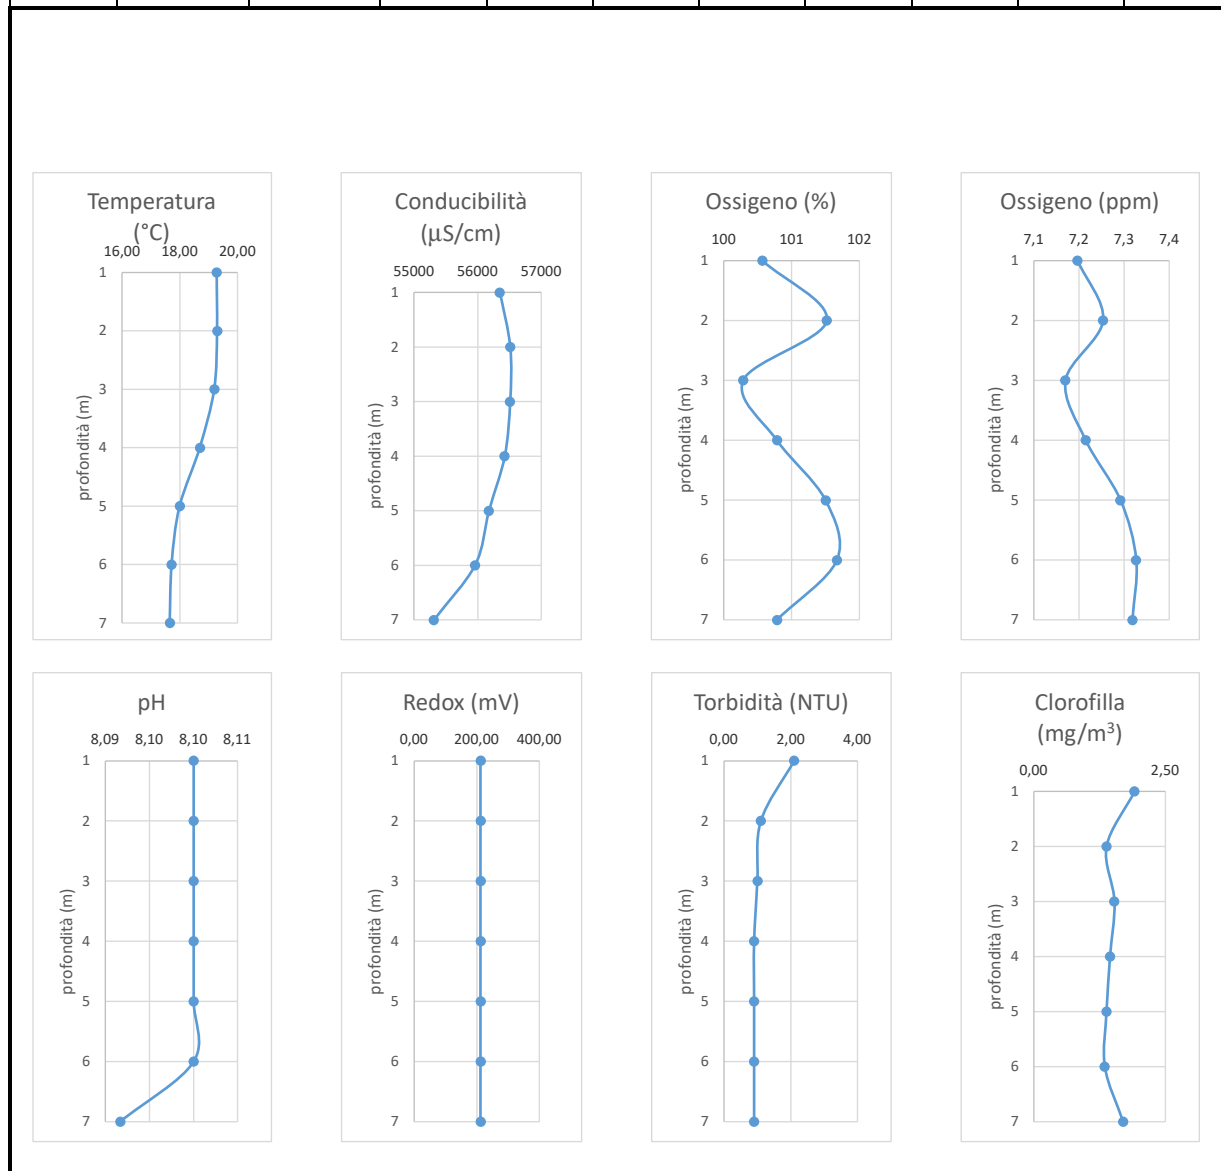 Temperatura
(°C)
16,00 18,00 20,00
1
2
3
4
5
6
7
profondità (m)
Conducibilità
(µS/cm)
55000 56000 57000
1
2
3
4
5
6
7
profondità (m)
Ossigeno (%)
100 101 102
1
2
3
4
5
6
7
profondità (m)
Ossigeno (ppm)
7,1 7,2 7,3 7,4
1
2
3
4
5
6
7
profondità (m)
pH
8,09 8,10 8,10 8,11
1
2
3
4
5
6
7
profondità (m)
Redox (mV)
0,00 200,00 400,00
1
2
3
4
5
6
7
profondità (m)
Torbidità (NTU)
0,00 2,00 4,00
1
2
3
4
5
6
7
profondità (m)
Clorofilla
(mg/m³)
0,00 2,50
1
2
3
4
5
6
7
profondità (m)